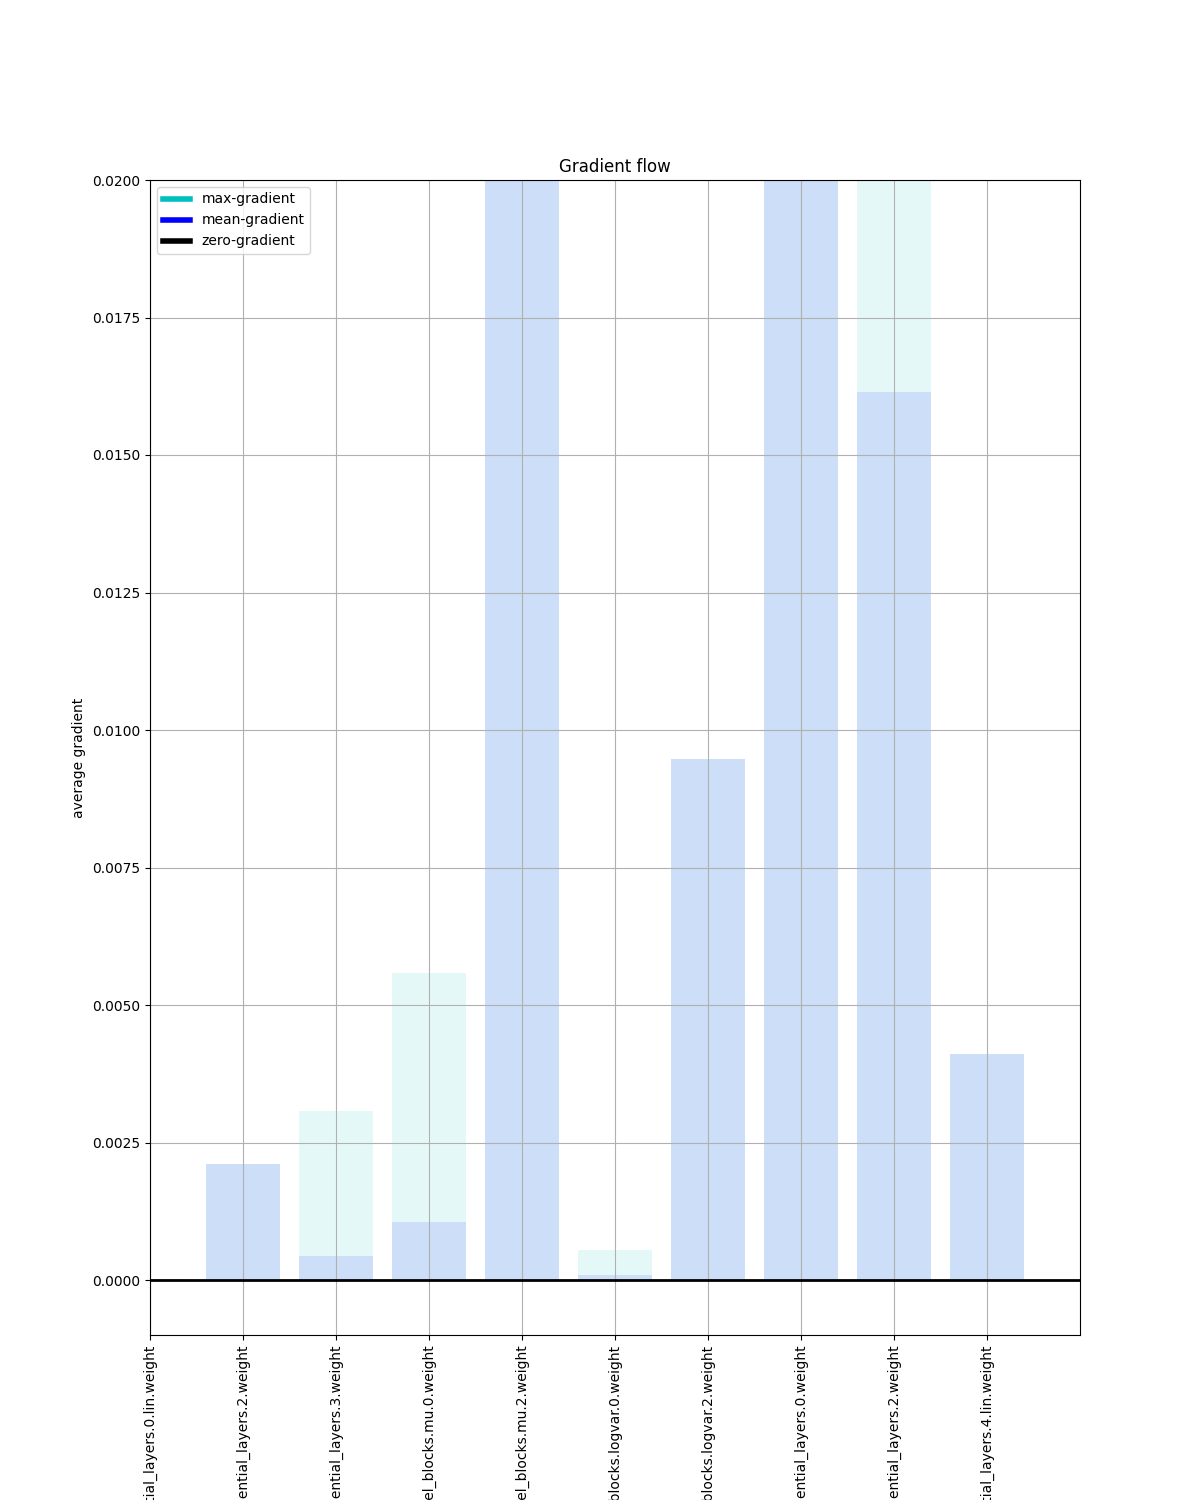 Gradient flow
max-gradient
mean-gradient
zero-gradient
0.0200
0.0175
0.0150
0.0125
0.0100
0.0075
0.0050
0.0025
0.0000
average gradient
tial_layers.0.lin.weight
ential_layers.2.weight
ential_layers.3.weight
el_blocks.mu.0.weight
el_blocks.mu.2.weight
blocks.logvar.0.weight
blocks.logvar.2.weight
ential_layers.0.weight
ential_layers.2.weight
tial_layers.4.lin.weight